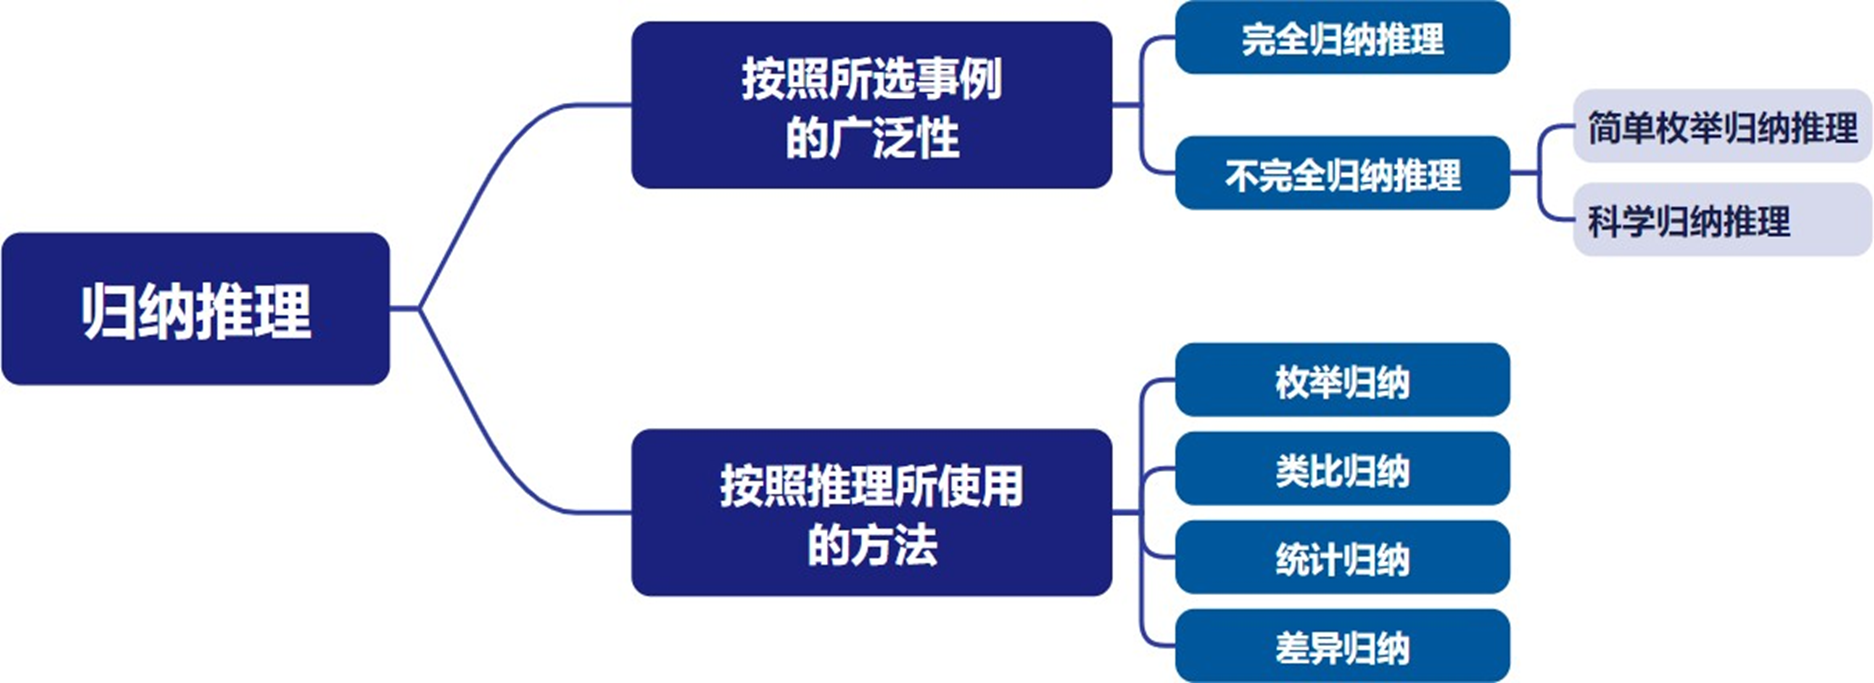 归纳推理
按照所选事例
的广泛性
完全归纳推理
不完全归纳推理
简单枚举归纳推理
科学归纳推理
按照推理所使用
的方法
枚举归纳
类比归纳
统计归纳
差异归纳